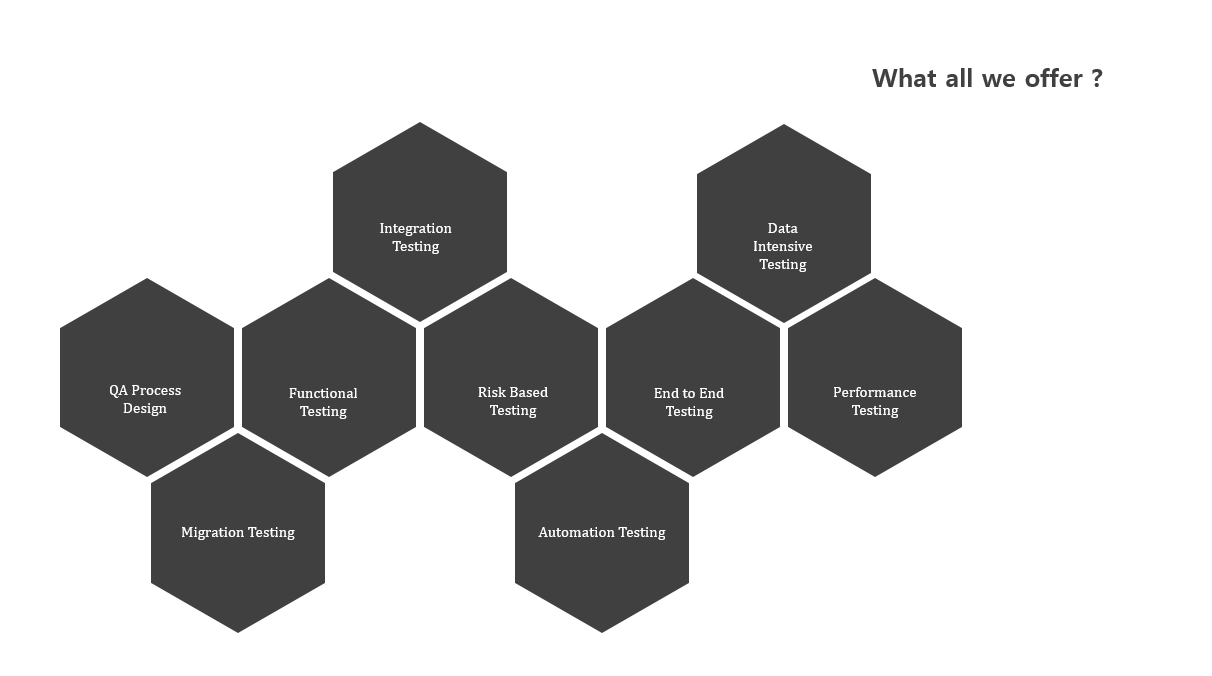 What all we offer ?
Integration
Testing
Data
Intensive
Testing
QA Process
Design
Functional
Testing
Risk Based
Testing
End to End
Testing
Performance
Testing
Migration Testing
Automation Testing